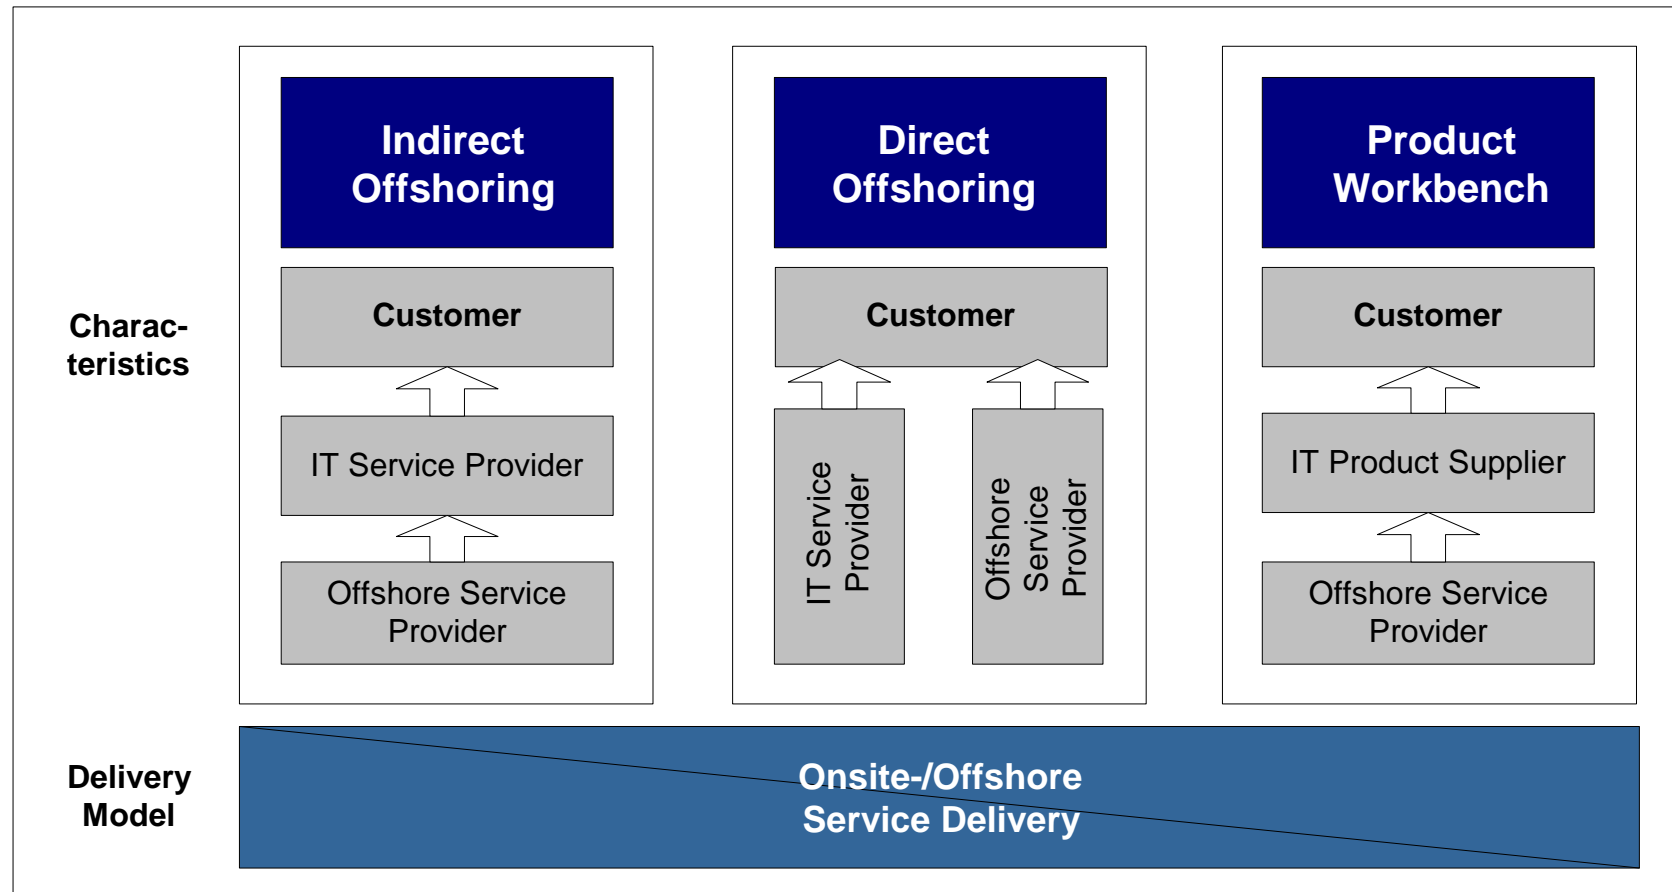 Indirect
Offshoring
Direct
Offshoring
Product
Workbench
Charac-
teristics
Customer
Customer
Customer
IT Service Provider
IT Service
Provider
Offshore
Service
Provider
IT Product Supplier
Offshore Service
Provider
Offshore Service
Provider
Delivery
Model
Onsite-/Offshore
Service Delivery